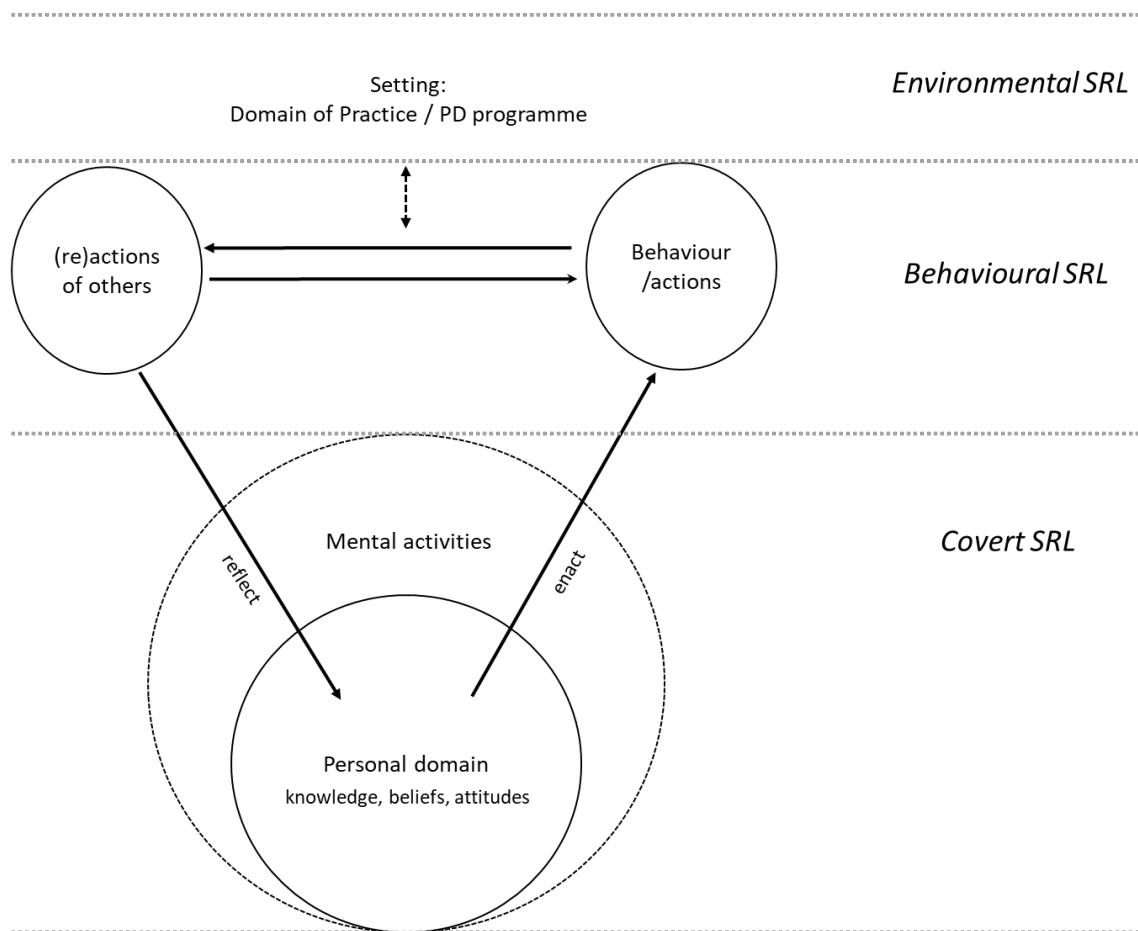 Setting:
Domain of Practice / PD programme
Environmental SRL
(re)actions
of others
Behaviour
/actions
Behavioural SRL
Mental activities
reflect
enact
Covert SRL
Personal domain
knowledge, beliefs, attitudes